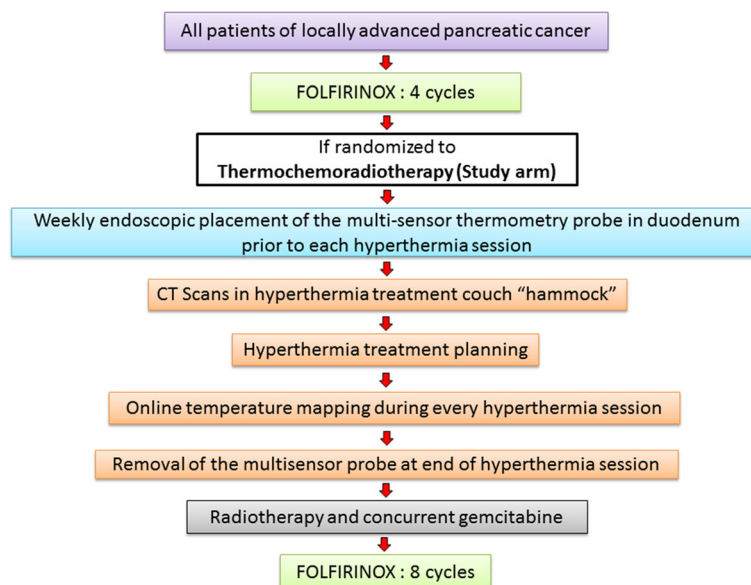 All patients of locally advanced pancreatic cancer
FOLFIRINOX : 4 cycles
If randomized to
Thermochemoradiotherapy (Study arm)
Weekly endoscopic placement of the multi-sensor thermometry probe in duodenum
prior to each hyperthermia session
CT Scans in hyperthermia treatment couch “hammock”
Hyperthermia treatment planning
Online temperature mapping during every hyperthermia session
Removal of the multisensor probe at end of hyperthermia session
Radiotherapy and concurrent gemcitabine
FOLFIRINOX : 8 cycles